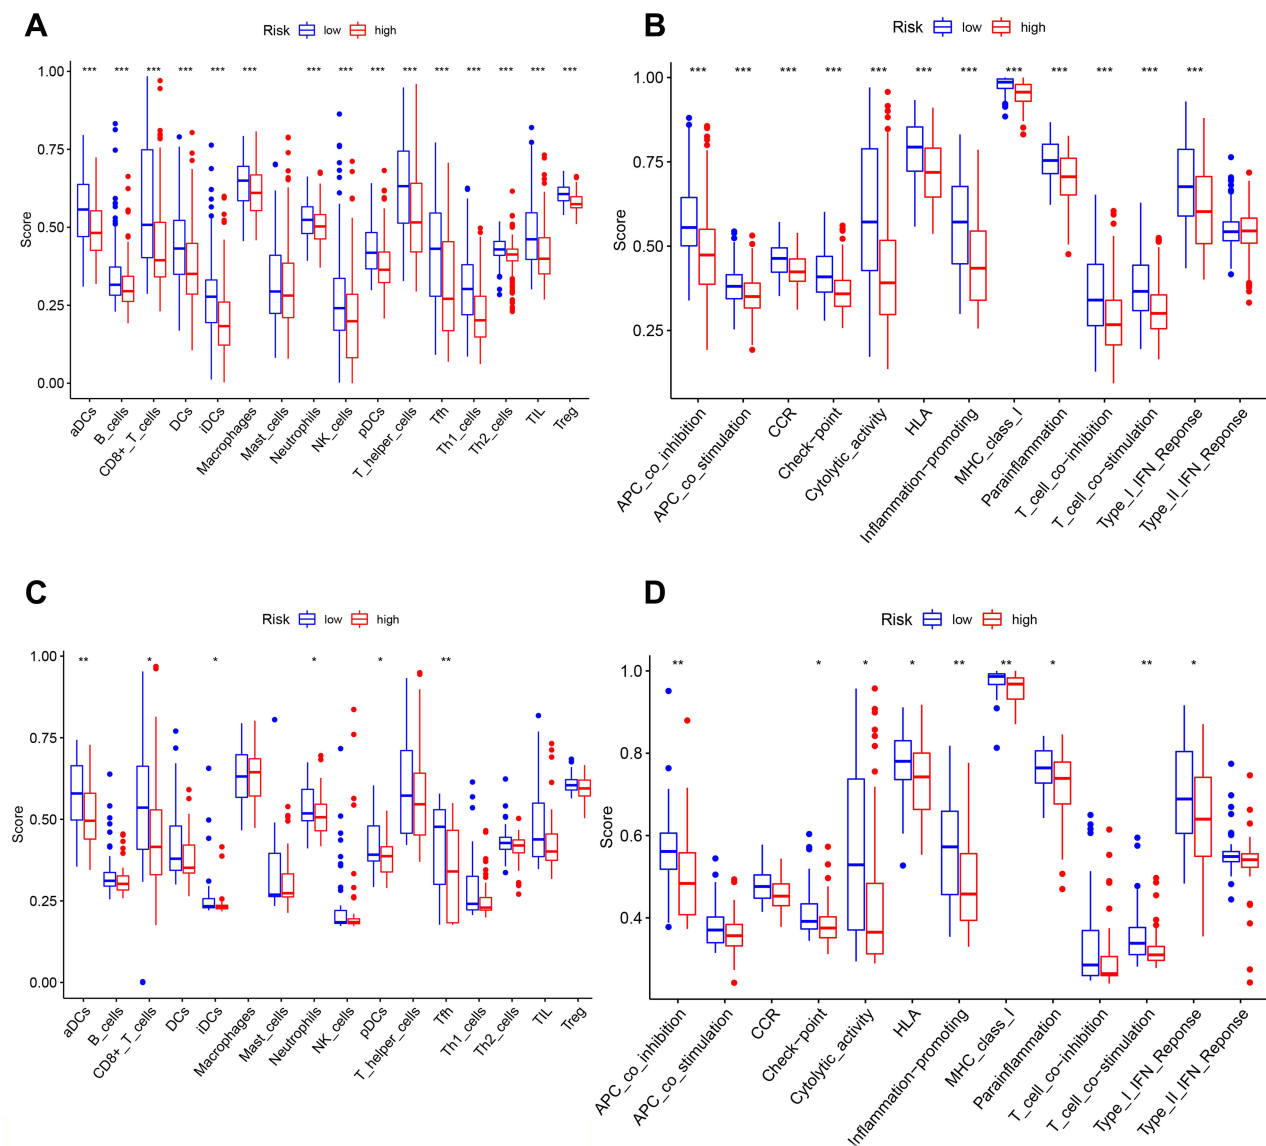 A
Risk low high
*** *** *** *** *** *** *** *** *** *** *** *** *** *** ***
1.00
0.75
0.50
0.25
0.00
Score
aDCs
B_cells
CD8+_T_cells
DCs
iDCs
Macrophages
Mast_cells
Neutrophils
NK_cells
pDCs
T_helper_cells
Tfh
Th1_cells
Th2_cells
TIL
Treg
B
Risk low high
*** *** *** *** *** *** *** *** *** *** *** ***
1.00
0.75
0.50
0.25
Score
APC_co_inhibition
APC_co_stimulation
CCR
Check−point
Cytolytic_activity
HLA
Inflammation−promoting
MHC_class_I
Parainflammation
T_cell_co−inhibition
T_cell_co−stimulation
Type_I_IFN_Reponse
Type_II_IFN_Reponse
C
Risk low high
** * * * * **
1.00
0.75
0.50
0.25
0.00
Score
aDCs
B_cells
CD8+_T_cells
DCs
iDCs
Macrophages
Mast_cells
Neutrophils
NK_cells
pDCs
T_helper_cells
Tfh
Th1_cells
Th2_cells
TIL
Treg
D
Risk low high
** * * * ** ** * ** *
1.0
0.8
0.6
0.4
Score
APC_co_inhibition
APC_co_stimulation
CCR
Check−point
Cytolytic_activity
HLA
Inflammation−promoting
MHC_class_I
Parainflammation
T_cell_co−inhibition
T_cell_co−stimulation
Type_I_IFN_Reponse
Type_II_IFN_Reponse